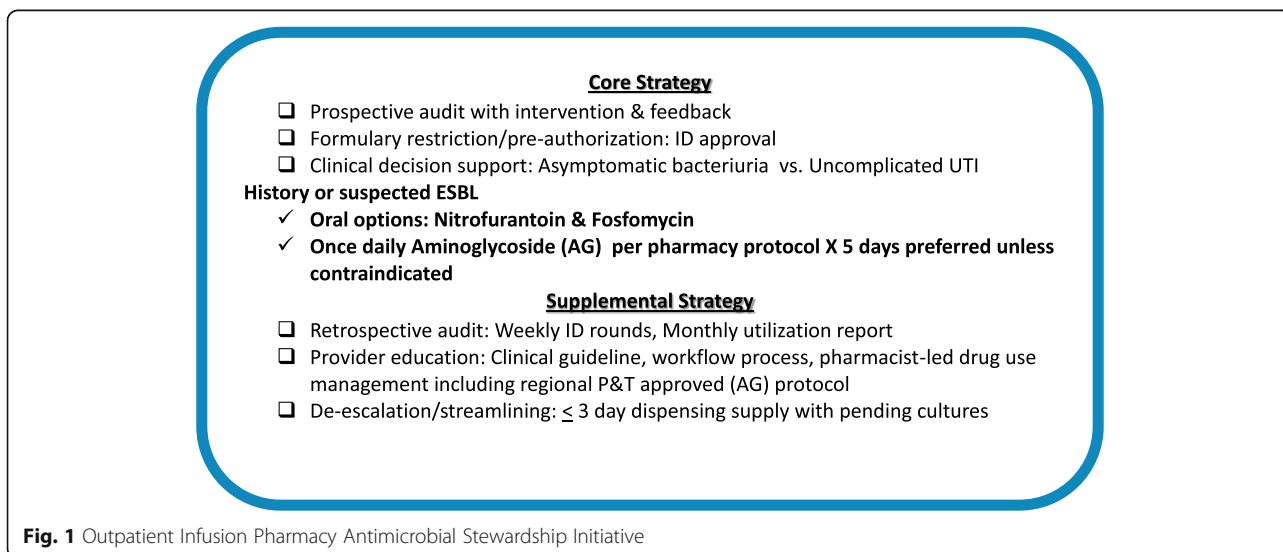 Core Strategy
❑ Prospective audit with intervention & feedback
❑ Formulary restriction/pre-authorization: ID approval
❑ Clinical decision support: Asymptomatic bacteriuria vs. Uncomplicated UTI
History or suspected ESBL
✓ Oral options: Nitrofurantoin & Fosfomycin
✓ Once daily Aminoglycoside (AG) per pharmacy protocol X 5 days preferred unless
contraindicated
Supplemental Strategy
❑ Retrospective audit: Weekly ID rounds, Monthly utilization report
❑ Provider education: Clinical guideline, workflow process, pharmacist-led drug use
management including regional P&T approved (AG) protocol
❑ De-escalation/streamlining: ≤ 3 day dispensing supply with pending cultures
Fig. 1 Outpatient Infusion Pharmacy Antimicrobial Stewardship Initiative